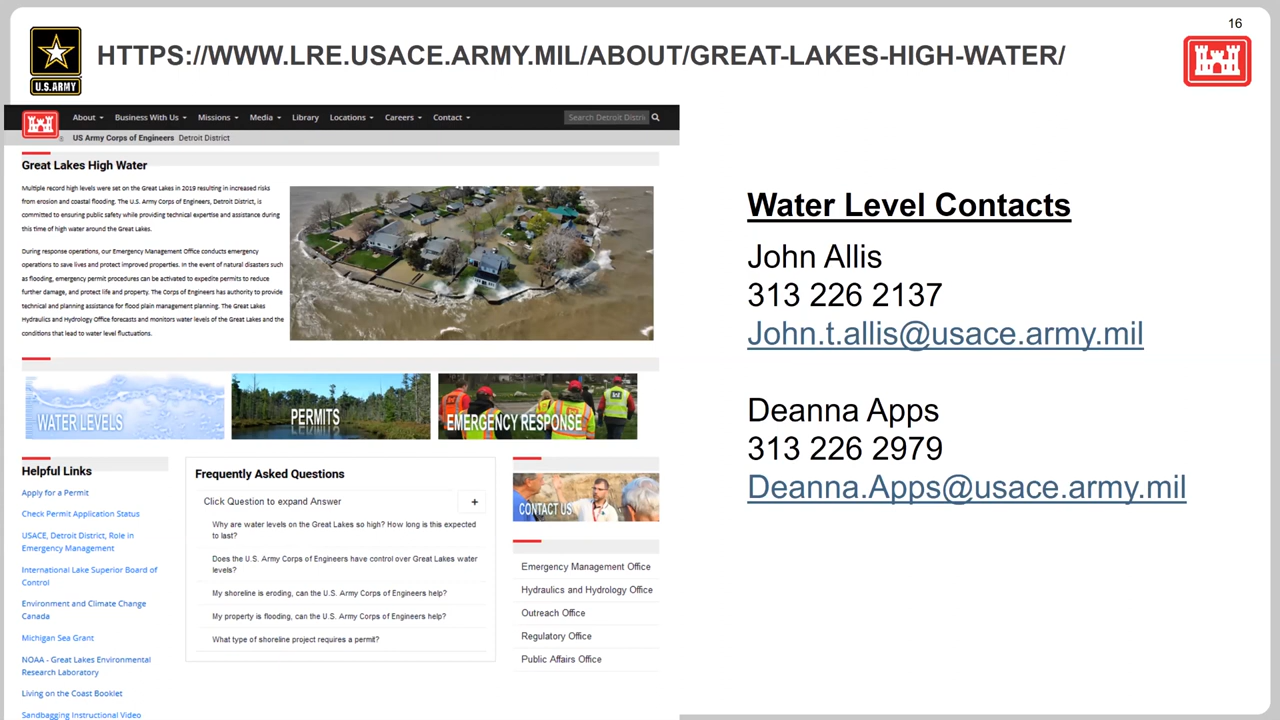 16
HTTPS://WWW.LRE.USACE.ARMY.MIL/ABOUT/GREAT-LAKES-HIGH-WATER/
U.S.ARMY
About
Business With Us
Missions
Media
Library
Locations
Careers
Contact
Search Detroit Distri
US Army Corps of Engineers Detroit District
Great Lakes High Water
Multiple record high levels were set on the Great Lakes in 2019 resulting in increased risks
from erosion and coastal flooding. The U.S. Army Corps of Engineers, Detroit District, is
committed to ensuring public safety while providing technical expertise and assistance during
this time of high water around the Great Lakes.
During response operations, our Emergency Management Office conducts emergency
operations to save lives and protect improved properties. In the event of natural disasters such
as flooding, emergency permit procedures can be activated to expedite permits to reduce
further damage, and protect life and property. The Corps of Engineers has authority to provide
technical and planning assistance for flood plain management planning. The Great Lakes
Hydraulics and Hydrology Office forecasts and monitors water levels of the Great Lakes and the
conditions that lead to water level fluctuations.
WATER LEVELS
PERMITS
EMERGENCY RESPONSE
Helpful Links
Apply for a Permit
Check Permit Application Status
USACE, Detroit District, Role in
Emergency Management
International Lake Superior Board of
Control
Environment and Climate Change
Canada
Michigan Sea Grant
NOAA - Great Lakes Environmental
Research Laboratory
Living on the Coast Booklet
Sandbagging Instructional Video
Frequently Asked Questions
Click Question to expand Answer
+
Why are water levels on the Great Lakes so high? How long is this expected
to last?
Does the U.S. Army Corps of Engineers have control over Great Lakes water
levels?
My shoreline is eroding, can the U.S. Army Corps of Engineers help?
My property is flooding, can the U.S. Army Corps of Engineers help?
What type of shoreline project requires a permit?
CONTACT US
Emergency Management Office
Hydraulics and Hydrology Office
Outreach Office
Regulatory Office
Public Affairs Office
Water Level Contacts
John Allis
313 226 2137
John.t.allis@usace.army.mil
Deanna Apps
313 226 2979
Deanna.Apps@usace.army.mil